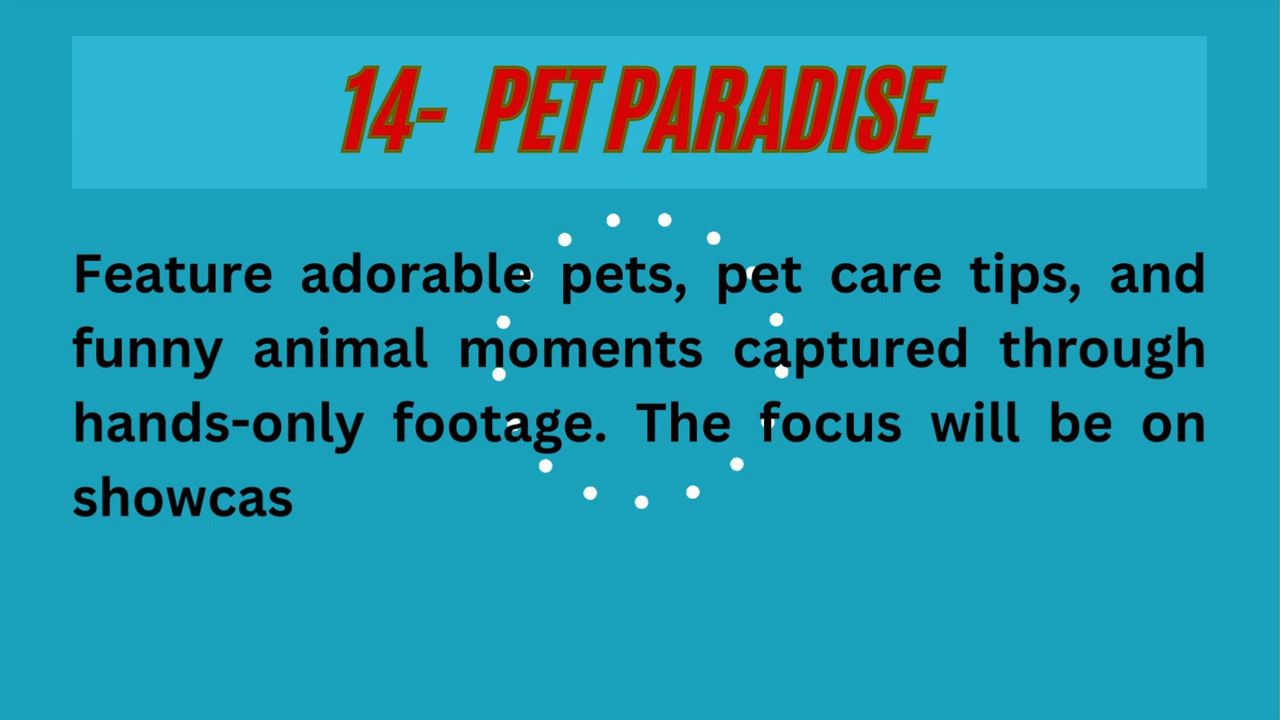 14- PET PARADISE
Feature adorable pets, pet care tips, and
funny animal moments captured through
hands-only footage. The focus will be on
showcas